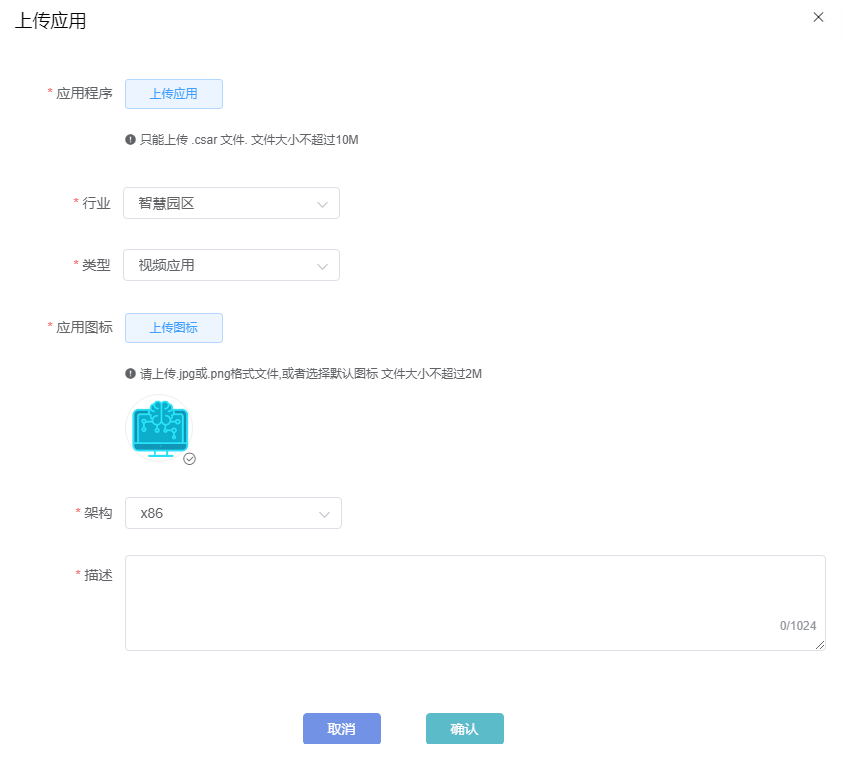 上传应用
* 应用程序 上传应用
只能上传 .csar 文件. 文件大小不超过10M
* 行业 智慧园区
* 类型 视频应用
* 应用图标 上传图标
请上传.jpg或.png格式文件,或者选择默认图标 文件大小不超过2M
* 架构 x86
* 描述
0/1024
取消 确认